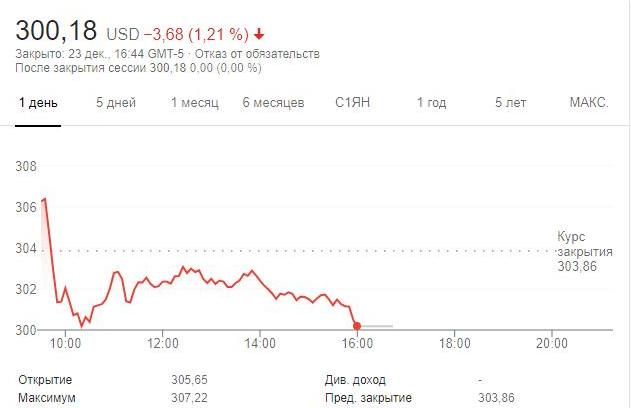 300,18 USD −3,68 (1,21 %)
Закрыто: 23 дек., 16:44 GMT-5 · Отказ от обязательств
После закрытия сессии 300,18 0,00 (0,00 %)
1 день 5 дней 1 месяц 6 месяцев С1ЯН 1 год 5 лет МАКС.
308
306
304
302
300
Курс
закрытия
303,86
10:00 12:00 14:00 16:00 18:00 20:00
Открытие 305,65 Див. доход -
Максимум 307,22 Пред. закрытие 303,86